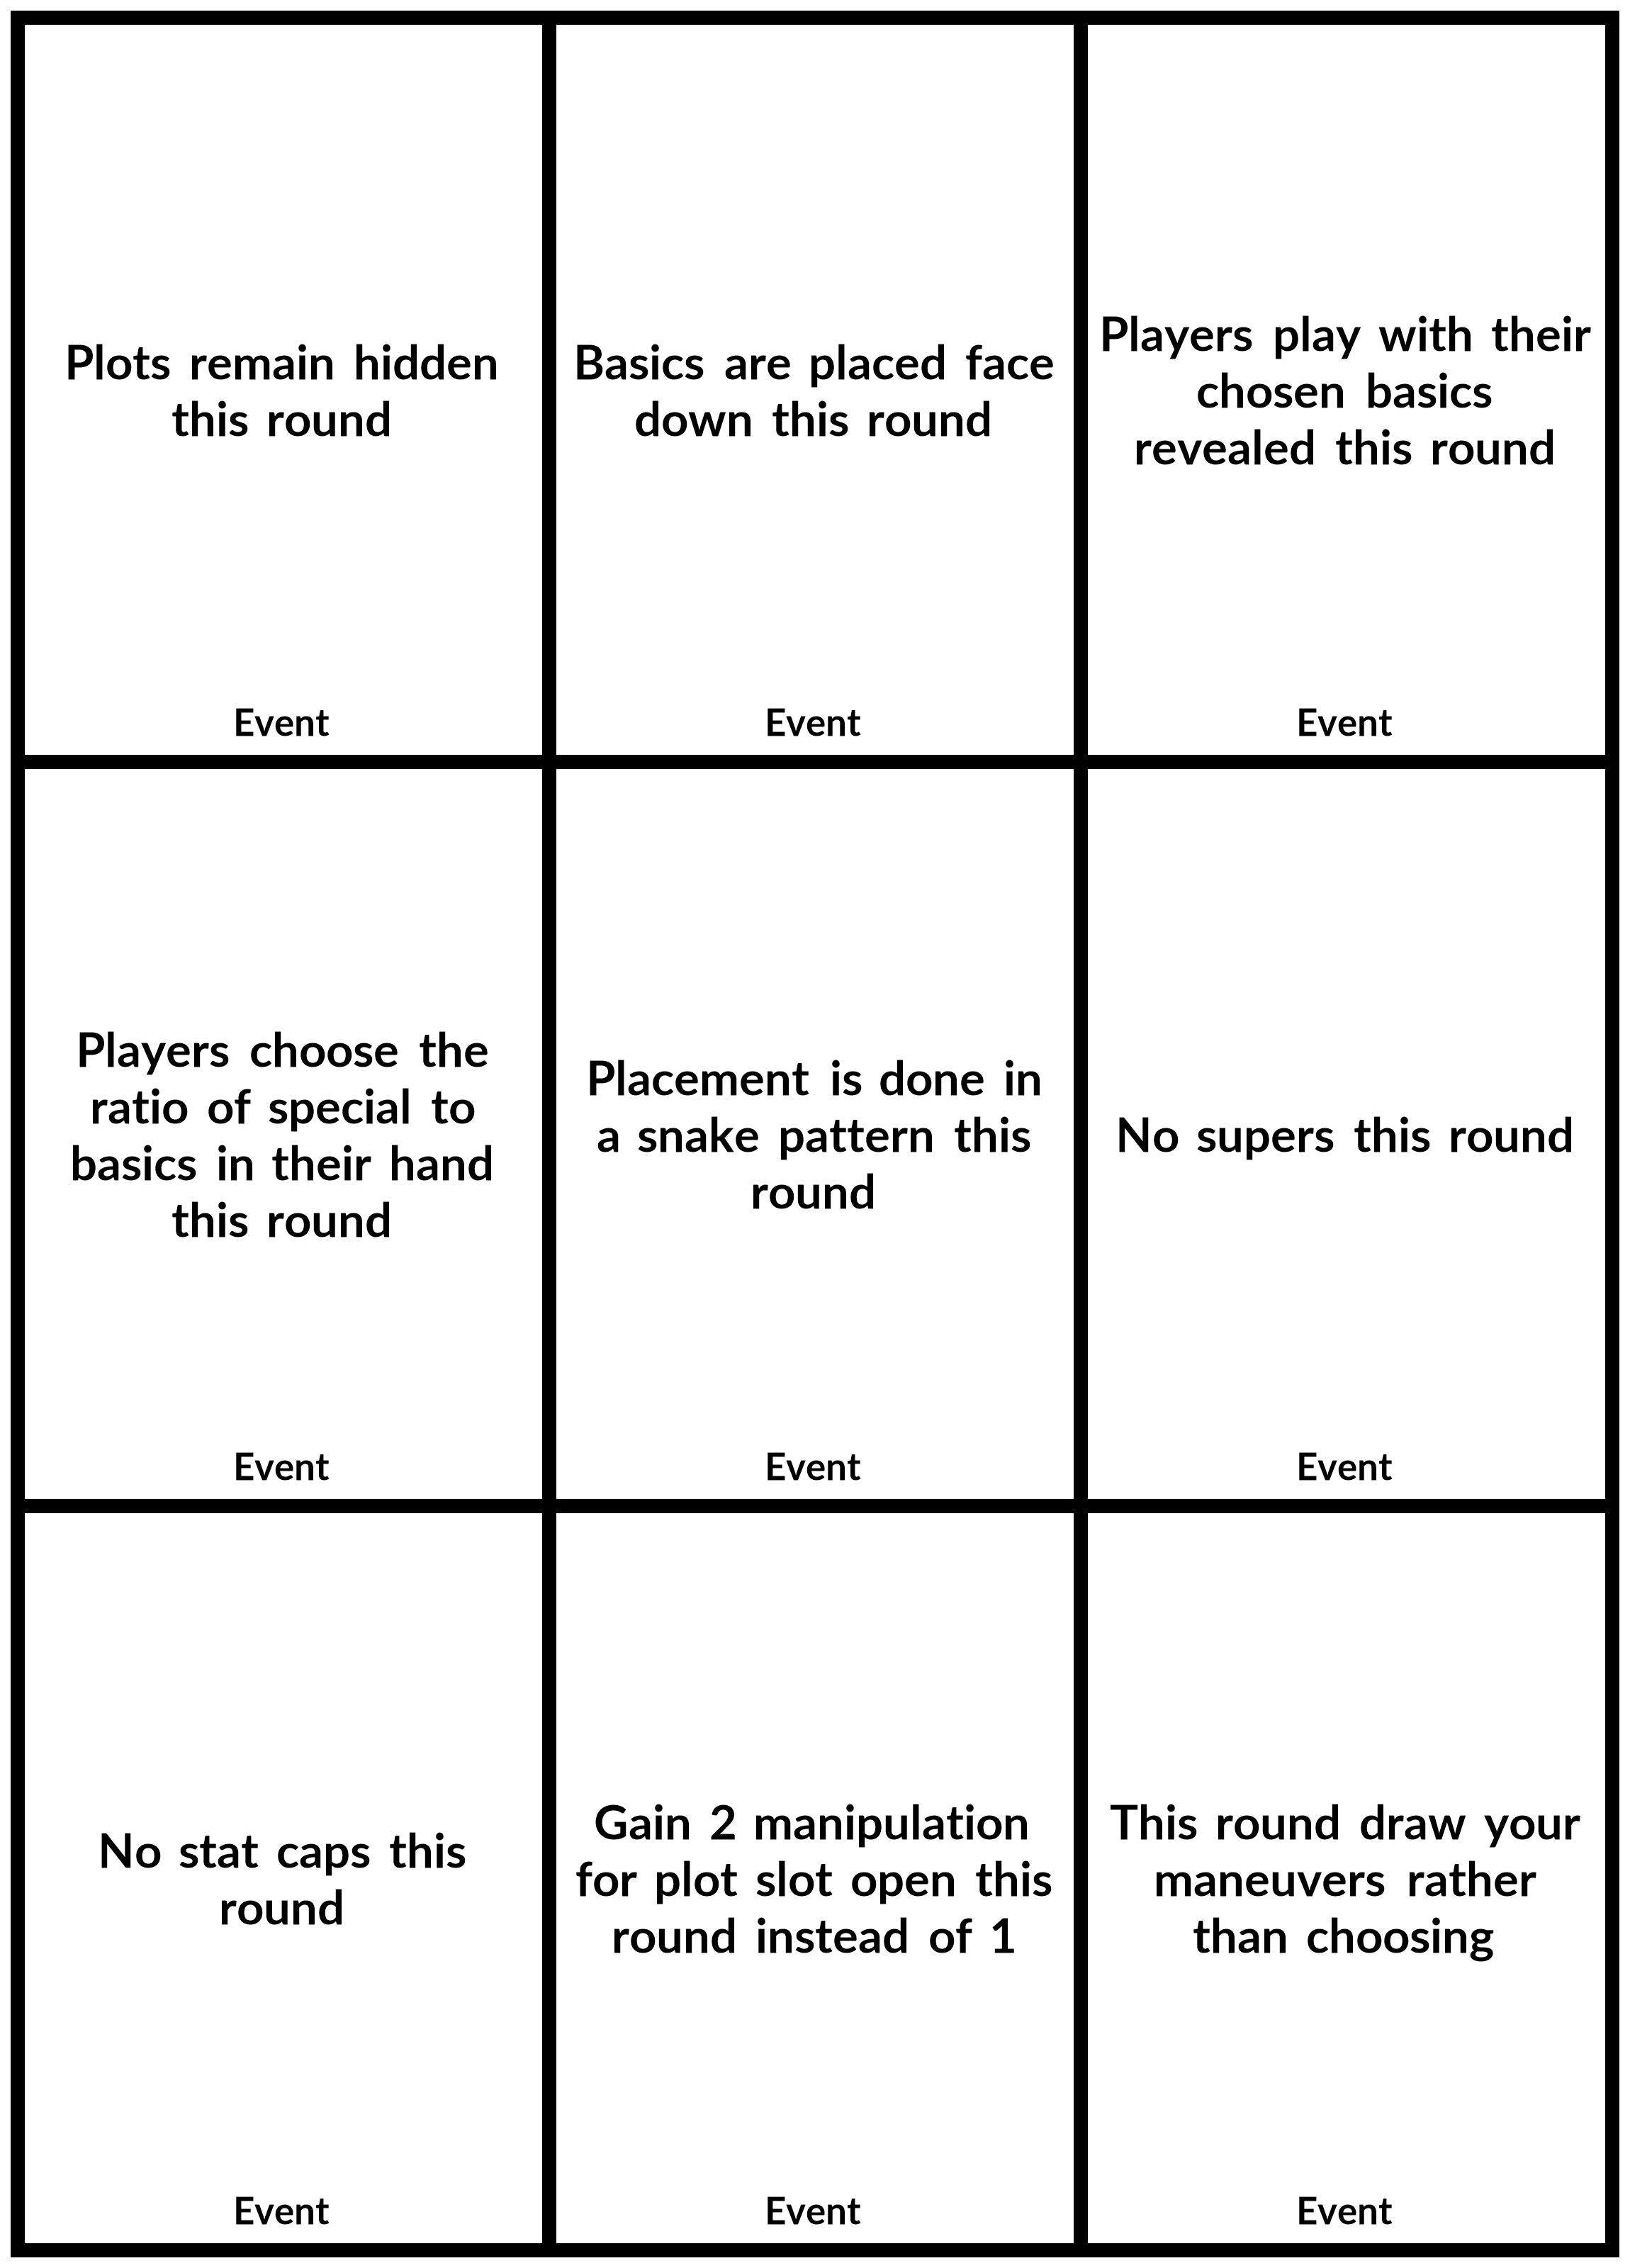 Plots remain hidden
this round
Event
Basics are placed face
down this round
Event
Players play with their
chosen basics
revealed this round
Event
Players choose the
ratio of special to
basics in their hand
this round
Event
Placement is done in
a snake pattern this
round
Event
No supers this round
Event
No stat caps this
round
Event
Gain 2 manipulation
for plot slot open this
round instead of 1
Event
This round draw your
maneuvers rather
than choosing
Event